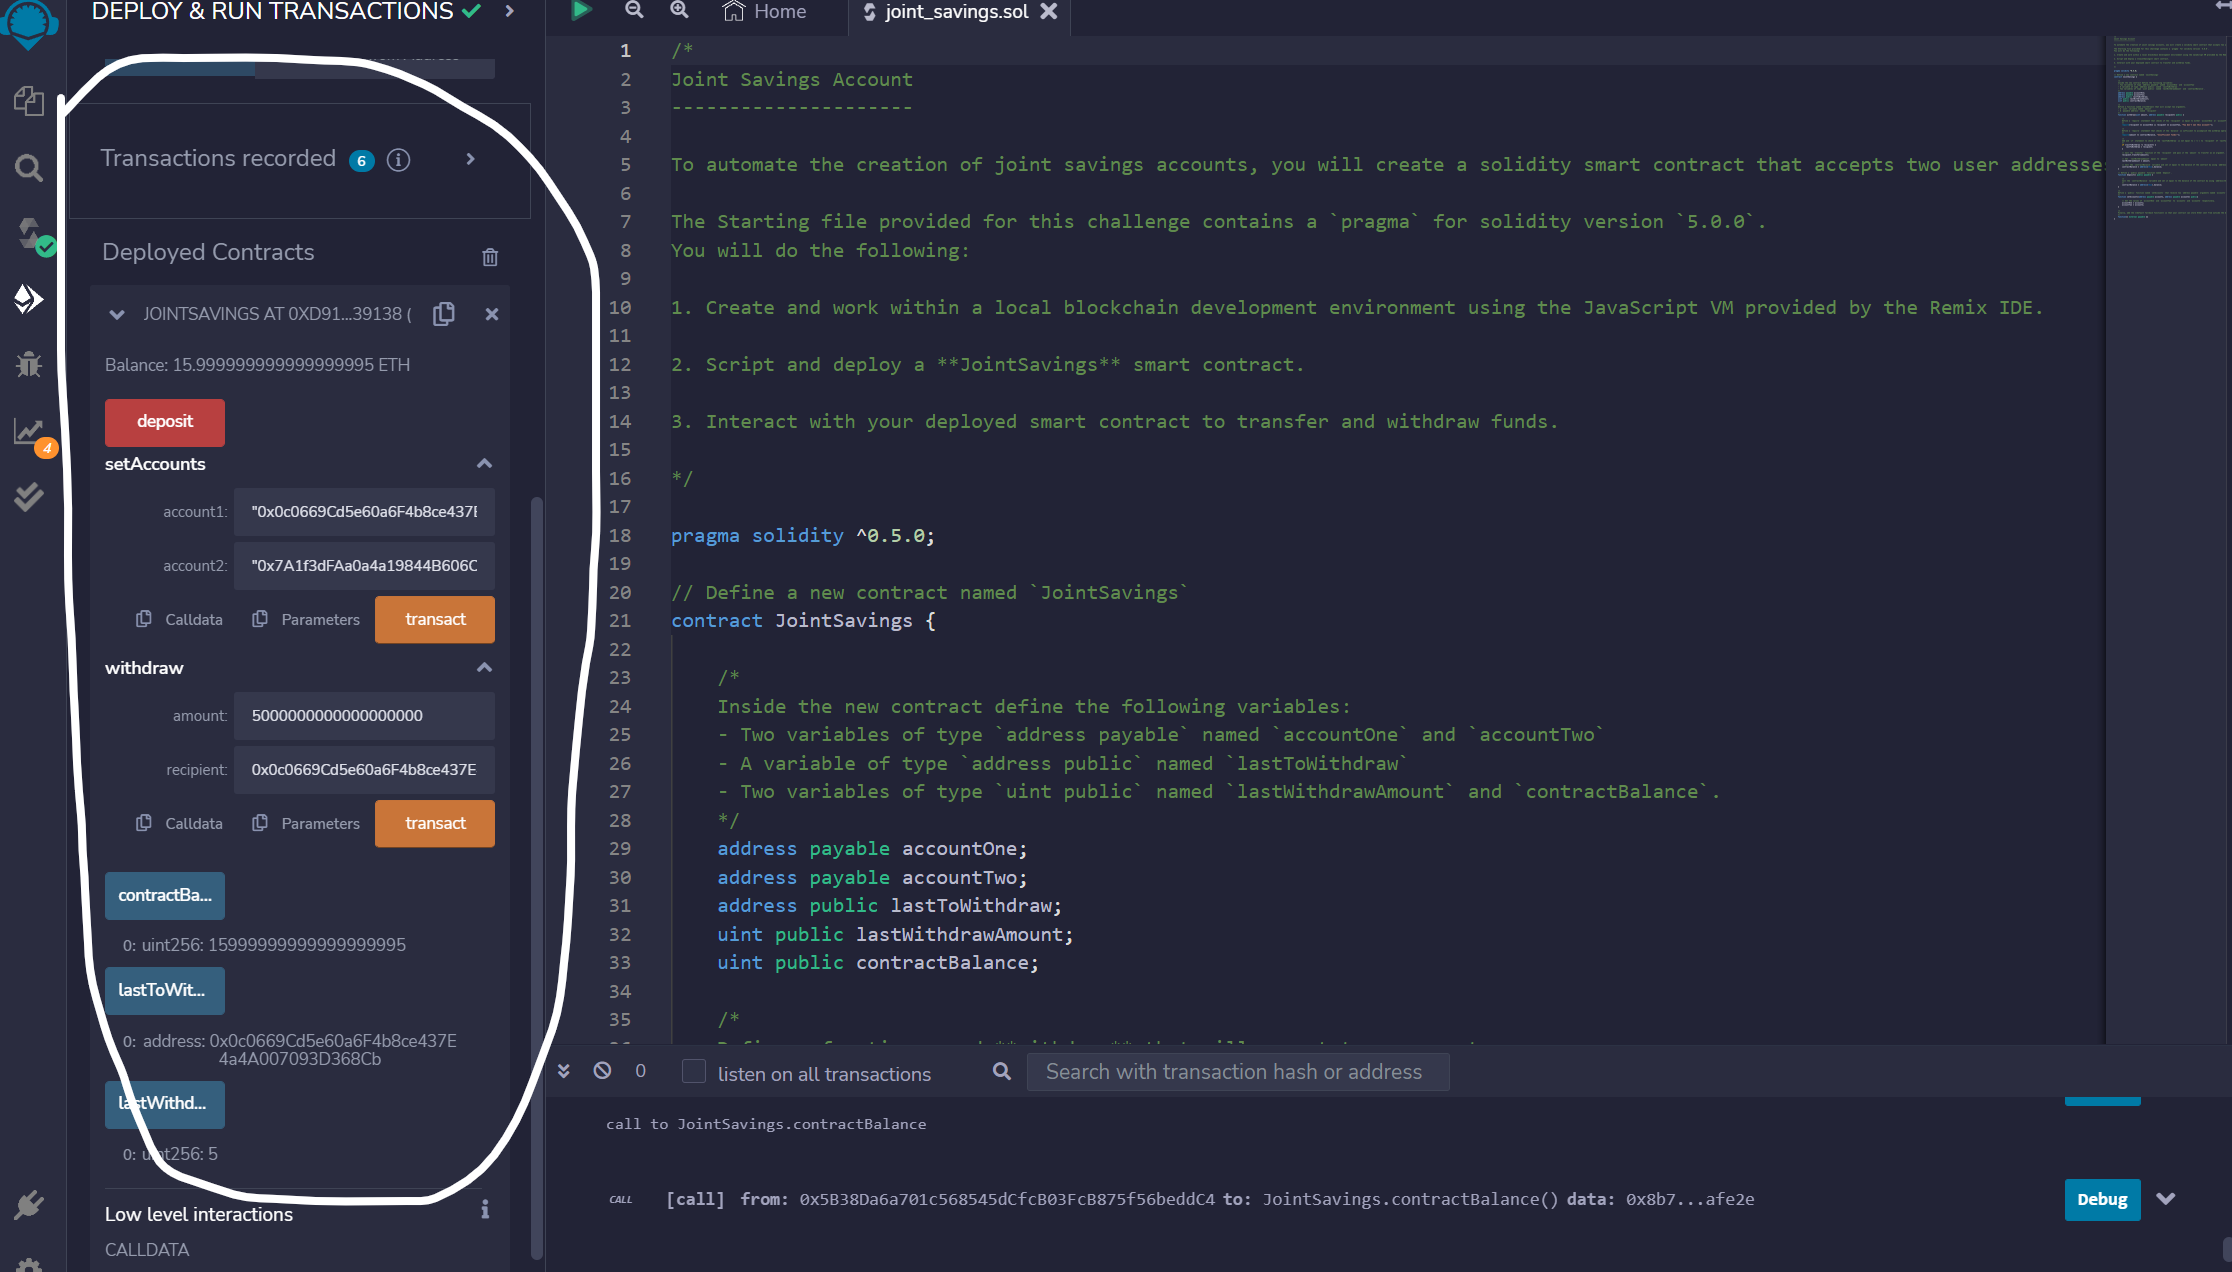 DEPLOY & RUN TRANSACTIONS
Transactions recorded 6
Deployed Contracts
JOINTSAVINGS AT 0XD91...39138 (
Balance: 15.999999999999999995 ETH
deposit
setAccounts
account1: "0x0c0669Cd5e60a6F4b8ce437E
account2: "0x7A1f3dFAa0a4a19844B606C
Calldata Parameters transact
withdraw
amount: 5000000000000000000
recipient: 0x0c0669Cd5e60a6F4b8ce437E
Calldata Parameters transact
contractBa...
0: uint256: 15999999999999999995
lastToWit...
0: address: 0x0c0669Cd5e60a6F4b8ce437E
4a4A007093D368Cb
lastWithd...
0: uint256: 5
Low level interactions
CALLDATA
4
Home joint_savings.sol
1 /*
2 Joint Savings Account
3 ---------------------
4
5 To automate the creation of joint savings accounts, you will create a solidity smart contract that accepts two user addresse
6
7 The Starting file provided for this challenge contains a `pragma` for solidity version `5.0.0`.
8 You will do the following:
9
10 1. Create and work within a local blockchain development environment using the JavaScript VM provided by the Remix IDE.
11
12 2. Script and deploy a **JointSavings** smart contract.
13
14 3. Interact with your deployed smart contract to transfer and withdraw funds.
15
16 */
17
18 pragma solidity ^0.5.0;
19
20 // Define a new contract named `JointSavings`
21 contract JointSavings {
22
23 /*
24 Inside the new contract define the following variables:
25 - Two variables of type `address payable` named `accountOne` and `accountTwo`
26 - A variable of type `address public` named `lastToWithdraw`
27 - Two variables of type `uint public` named `lastWithdrawAmount` and `contractBalance`.
28 */
29 address payable accountOne;
30 address payable accountTwo;
31 address public lastToWithdraw;
32 uint public lastWithdrawAmount;
33 uint public contractBalance;
34
35 /*
0 listen on all transactions Search with transaction hash or address
call to JointSavings.contractBalance
CALL [call] from: 0x5B38Da6a701c568545dCfcB03FcB875f56beddC4 to: JointSavings.contractBalance() data: 0x8b7...afe2e Debug